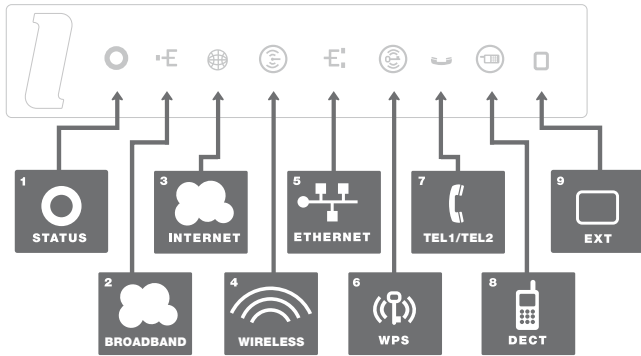 1
STATUS
2
BROADBAND
3
INTERNET
4
WIRELESS
5
ETHERNET
6
WPS
7
TEL1/TEL2
8
DECT
9
EXT